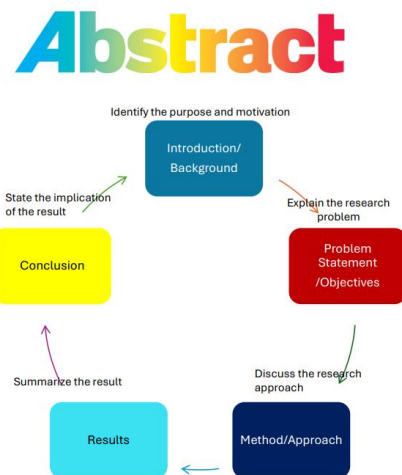 Abstract
Identify the purpose and motivation
Introduction/
Background
Explain the research
problem
Problem
Statement
/Objectives
Discuss the research
approach
Method/Approach
Summarize the result
Results
State the implication
of the result
Conclusion